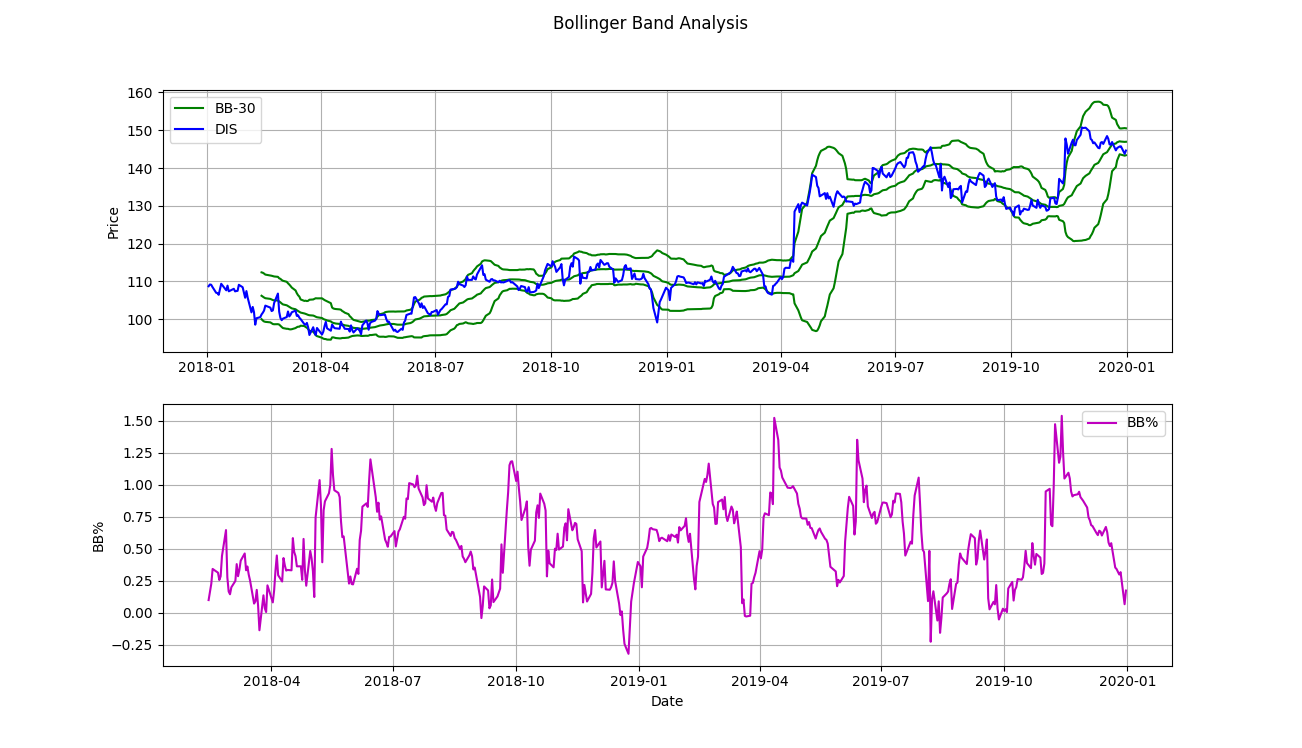 Bollinger Band Analysis
160
150
140
130
120
110
100
Price
BB-30
DIS
2018-01 2018-04 2018-07 2018-10 2019-01 2019-04 2019-07 2019-10 2020-01
1.50
1.25
1.00
0.75
0.50
0.25
0.00
−0.25
BB%
BB%
2018-04 2018-07 2018-10 2019-01 2019-04 2019-07 2019-10 2020-01
Date